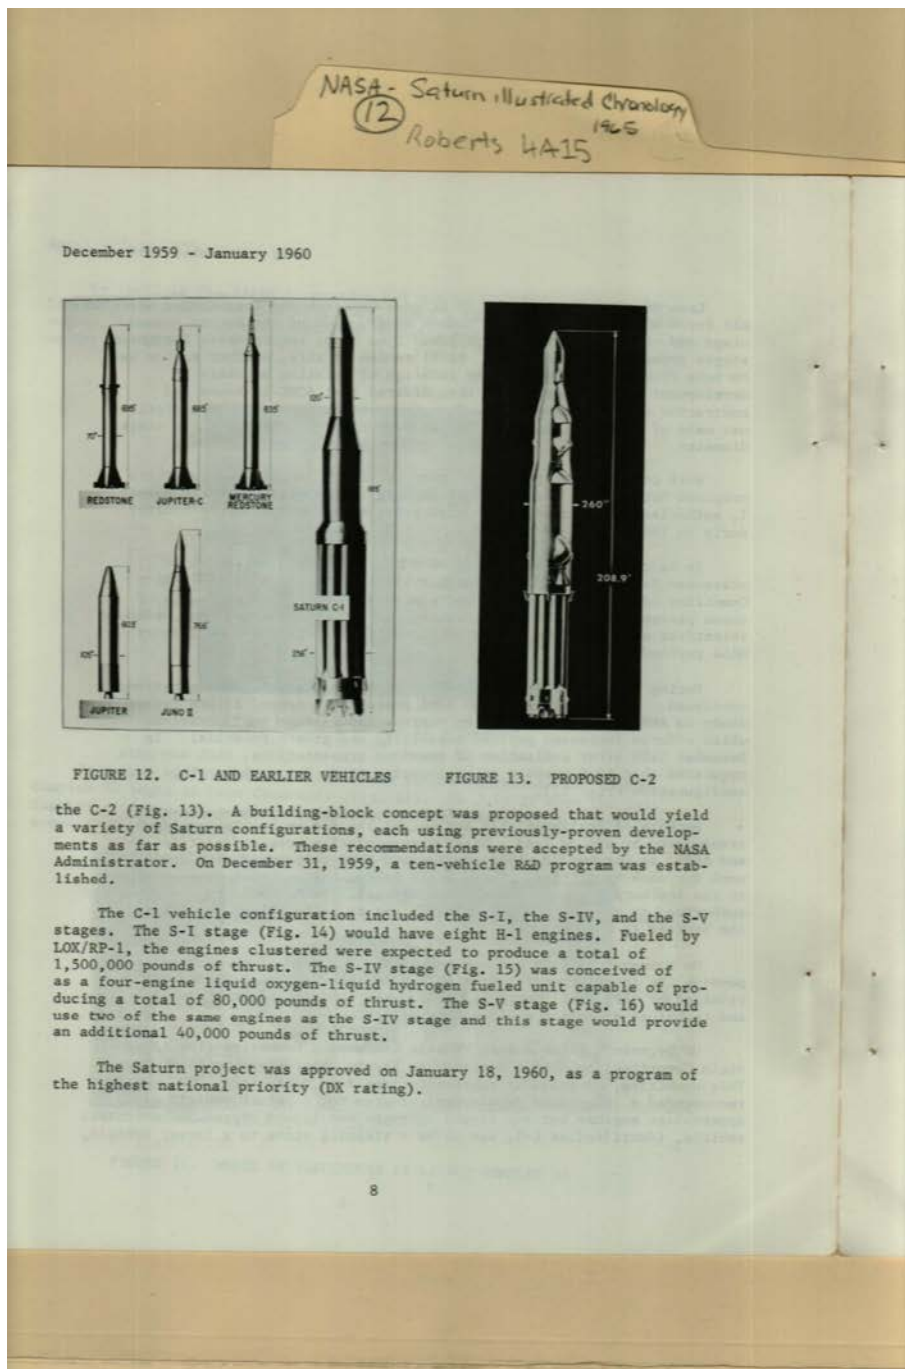 NASA - Saturn illustrated Chronology
12
1965
Roberts 4A15
December 1959 - January 1960
70"
REDSTONE
JUPITER-C
MERCURY
REDSTONE
105"
SATURN C-1
JUPITER
JUNO II
260"
208.9'
FIGURE 12. C-1 AND EARLIER VEHICLES
FIGURE 13. PROPOSED C-2
the C-2 (Fig. 13). A building-block concept was proposed that would yield
a variety of Saturn configurations, each using previously-proven develop-
ments as far as possible. These recommendations were accepted by the NASA
Administrator. On December 31, 1959, a ten-vehicle R&D program was estab-
lished.
The C-1 vehicle configuration included the S-I, the S-IV, and the S-V
stages. The S-I stage (Fig. 14) would have eight H-1 engines. Fueled by
LOX/RP-1, the engines clustered were expected to produce a total of
1,500,000 pounds of thrust. The S-IV stage (Fig. 15) was conceived of
as a four-engine liquid oxygen-liquid hydrogen fueled unit capable of pro-
ducing a total of 80,000 pounds of thrust. The S-V stage (Fig. 16) would
use two of the same engines as the S-IV stage and this stage would provide
an additional 40,000 pounds of thrust.
The Saturn project was approved on January 18, 1960, as a program of
the highest national priority (DX rating).
8